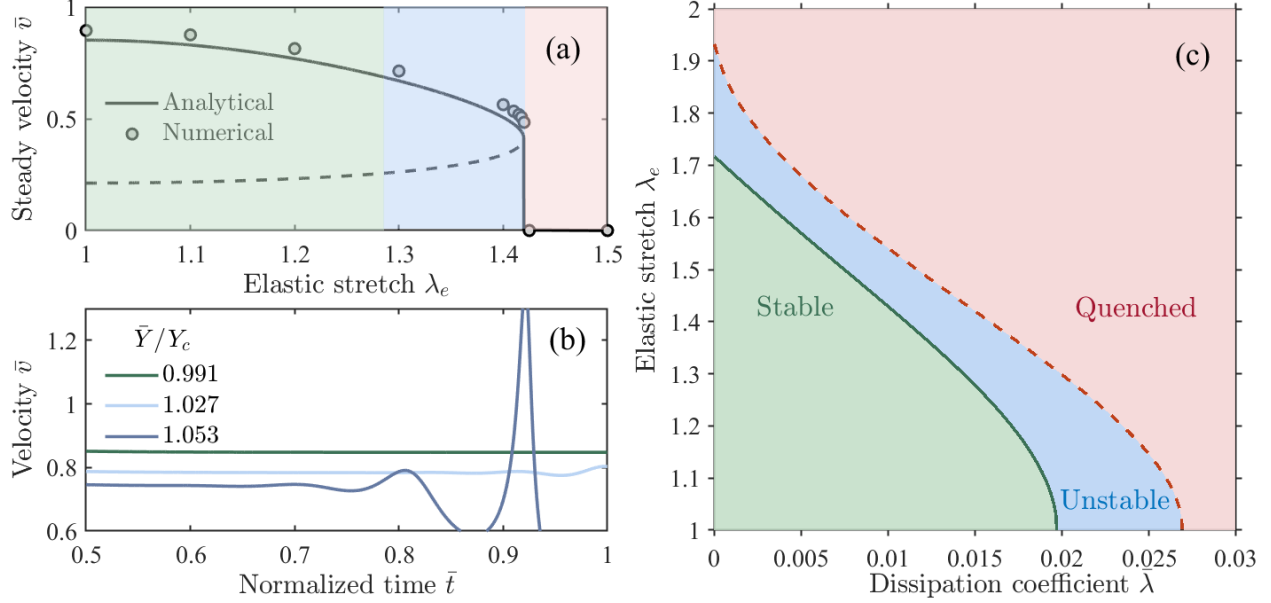 (a)
1
0.5
0
Steady velocity v̄
Analytical
Numerical
1 1.1 1.2 1.3 1.4 1.5
Elastic stretch λₑ
(b)
Ȳ/Y_c
0.991
1.027
1.053
1.2
1
0.8
0.6
Velocity v̄
0.5 0.6 0.7 0.8 0.9 1
Normalized time t̄
(c)
2
1.9
1.8
1.7
1.6
1.5
1.4
1.3
1.2
1.1
1
Elastic stretch λₑ
Stable
Quenched
Unstable
0 0.005 0.01 0.015 0.02 0.025 0.03
Dissipation coefficient λ̄